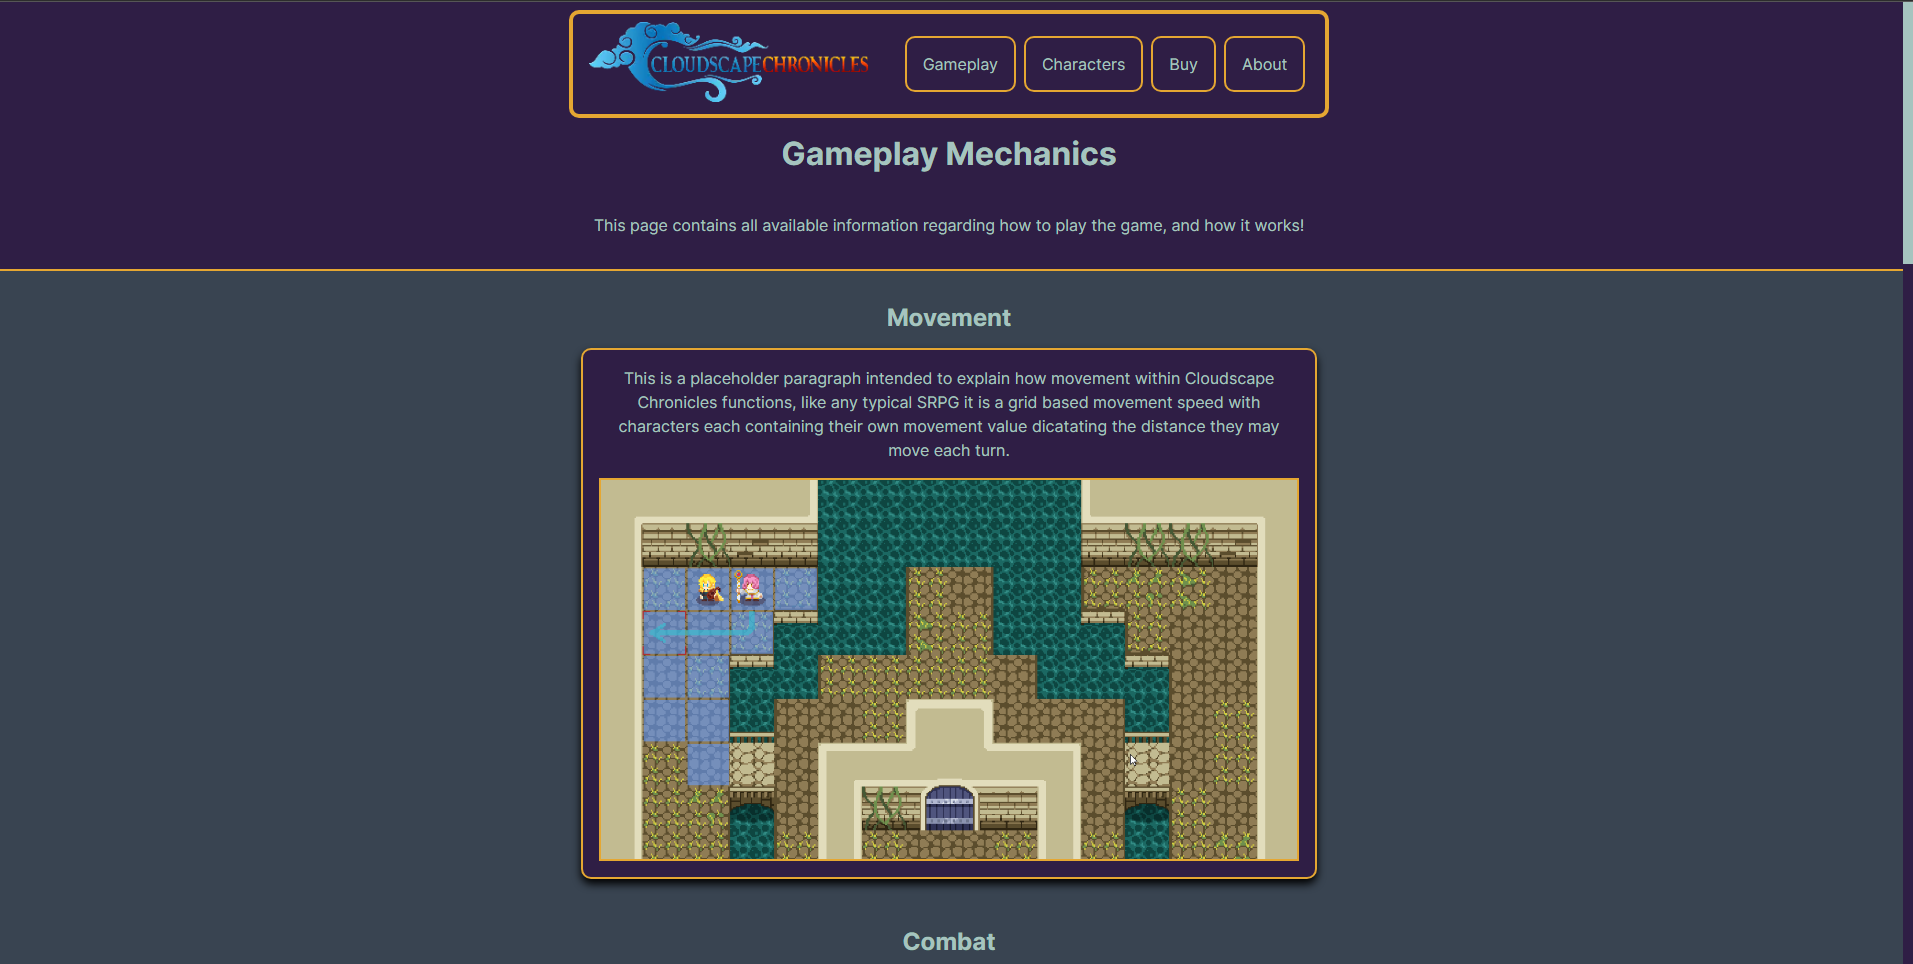 CLOUDSCAPECHRONICLES
Gameplay
Characters
Buy
About
Gameplay Mechanics
This page contains all available information regarding how to play the game, and how it works!
Movement
This is a placeholder paragraph intended to explain how movement within Cloudscape
Chronicles functions, like any typical SRPG it is a grid based movement speed with
characters each containing their own movement value dicatating the distance they may
move each turn.
Combat